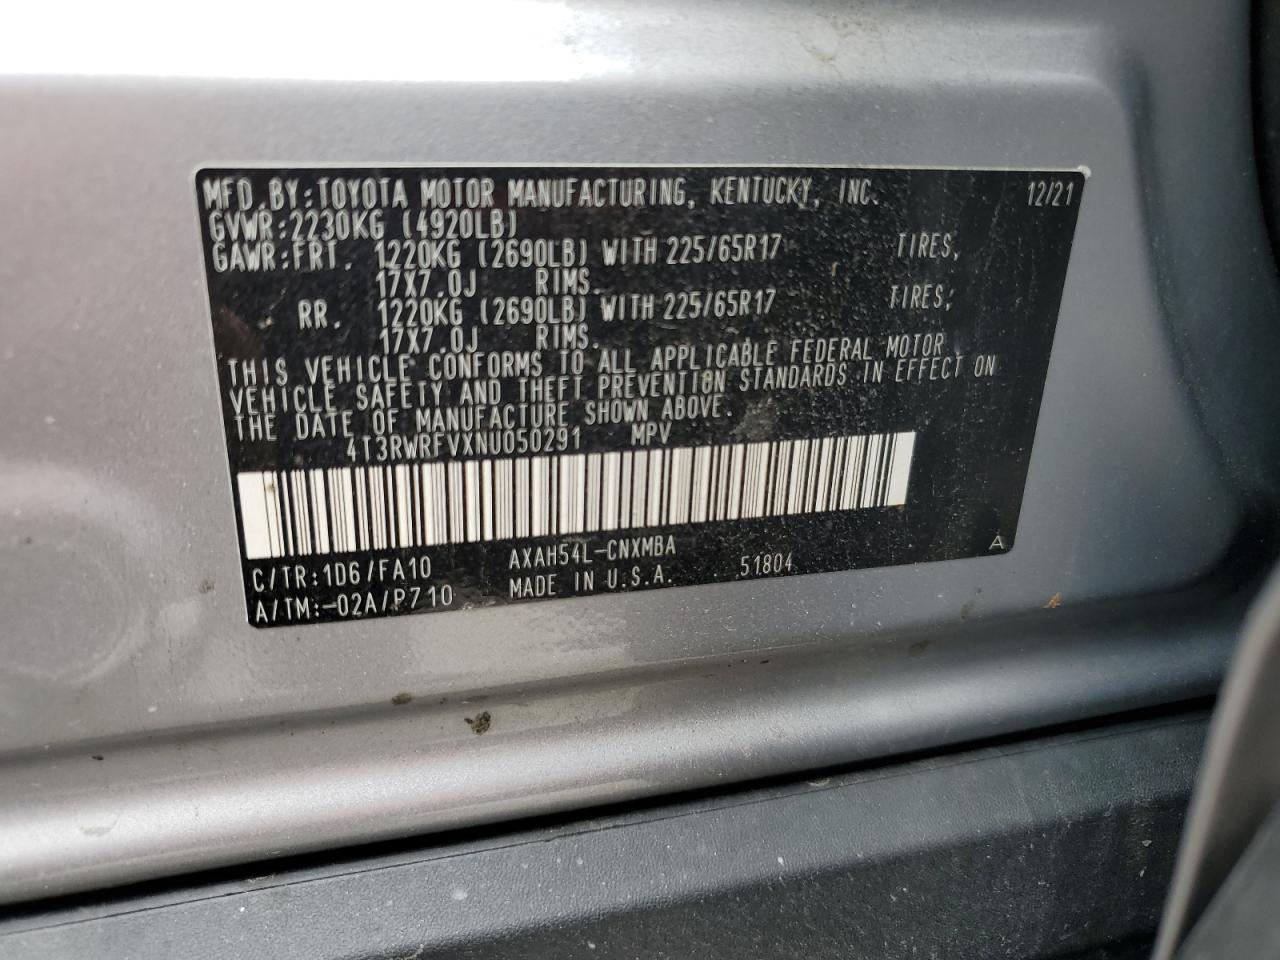 MFD. BY: TOYOTA MOTOR MANUFACTURING, KENTUCKY, INC. 12/21
GVWR: 2230KG (4920LB)
GAWR: FRT. 1220KG (2690LB) WITH 225/65R17 TIRES,
17X7.0J RIMS.
RR. 1220KG (2690LB) WITH 225/65R17 TIRES,
17X7.0J RIMS.
THIS VEHICLE CONFORMS TO ALL APPLICABLE FEDERAL MOTOR
VEHICLE SAFETY AND THEFT PREVENTION STANDARDS IN EFFECT ON
THE DATE OF MANUFACTURE SHOWN ABOVE.
4T3RWRFVXNU050291 MPV
C/TR: 1D6/FA10 AXAH54L-CNXMBA 51804 A
A/TM: -02A/P710 MADE IN U.S.A.